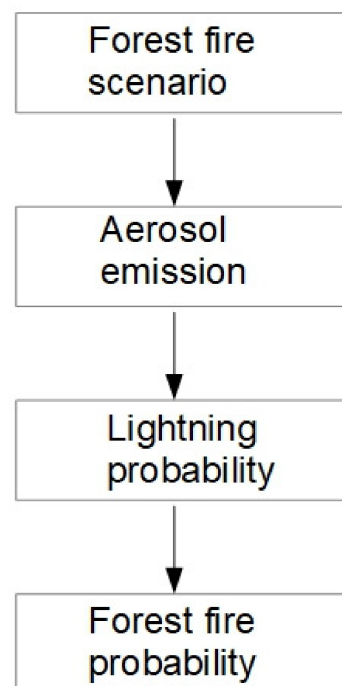 Forest fire
scenario
Aerosol
emission
Lightning
probability
Forest fire
probability